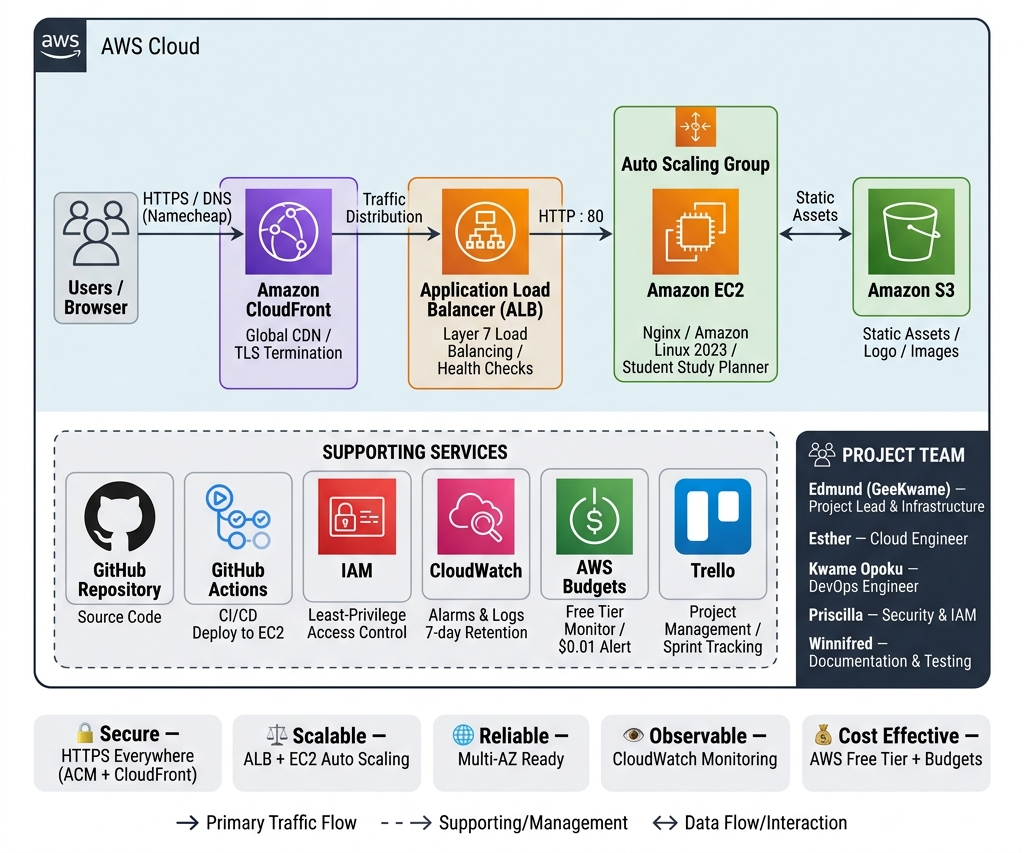 aws
AWS Cloud
HTTPS / DNS
(Namecheap)
Users /
Browser
Amazon
CloudFront
Global CDN /
TLS Termination
Traffic
Distribution
Application Load
Balancer (ALB)
Layer 7 Load
Balancing /
Health Checks
HTTP : 80
Auto Scaling Group
Amazon EC2
Nginx / Amazon
Linux 2023 /
Student Study Planner
Static
Assets
Amazon S3
Static Assets /
Logo / Images
SUPPORTING SERVICES
GitHub
Repository
Source Code
GitHub
Actions
CI/CD
Deploy to EC2
IAM
Least-Privilege
Access Control
CloudWatch
Alarms & Logs
7-day Retention
$
AWS
Budgets
Free Tier
Monitor /
$0.01 Alert
Trello
Project
Management /
Sprint Tracking
PROJECT TEAM
Edmund (GeeKwame) —
Project Lead & Infrastructure
Esther — Cloud Engineer
Kwame Opoku —
DevOps Engineer
Priscilla — Security & IAM
Winnifred —
Documentation & Testing
Secure —
HTTPS Everywhere
(ACM + CloudFront)
Scalable —
ALB + EC2 Auto Scaling
Reliable —
Multi-AZ Ready
Observable —
CloudWatch Monitoring
Cost Effective —
AWS Free Tier + Budgets
Primary Traffic Flow
Supporting/Management
Data Flow/Interaction